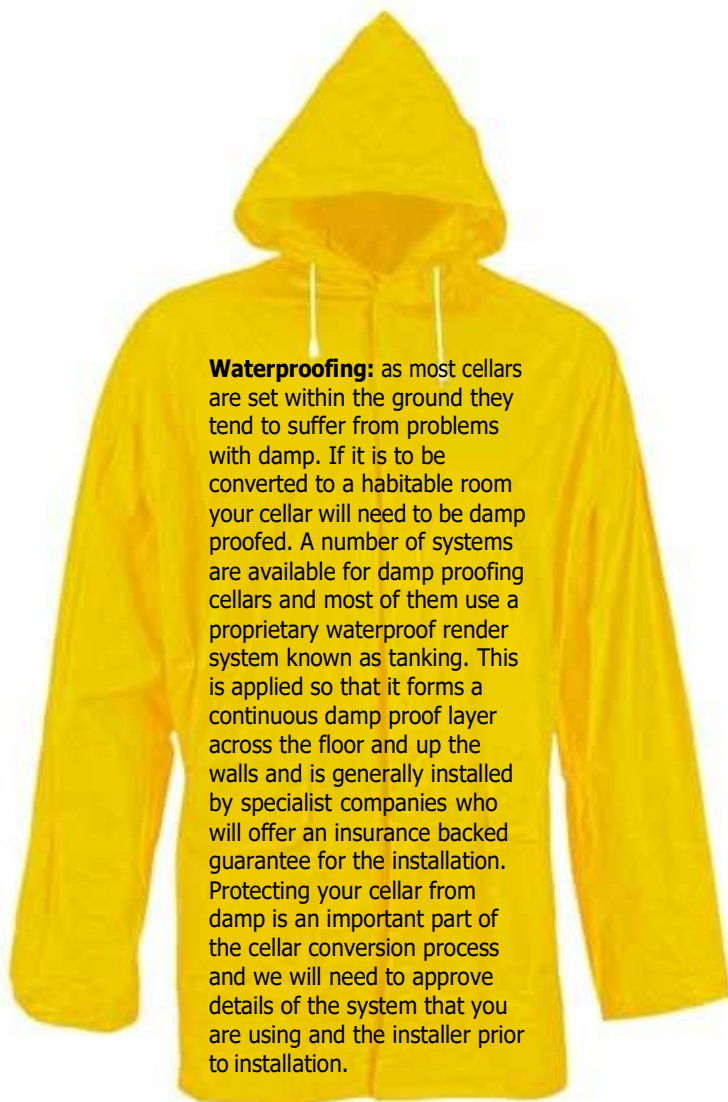 Waterproofing: as most cellars
are set within the ground they
tend to suffer from problems
with damp. If it is to be
converted to a habitable room
your cellar will need to be damp
proofed. A number of systems
are available for damp proofing
cellars and most of them use a
proprietary waterproof render
system known as tanking. This
is applied so that it forms a
continuous damp proof layer
across the floor and up the
walls and is generally installed
by specialist companies who
will offer an insurance backed
guarantee for the installation.
Protecting your cellar from
damp is an important part of
the cellar conversion process
and we will need to approve
details of the system that you
are using and the installer prior
to installation.